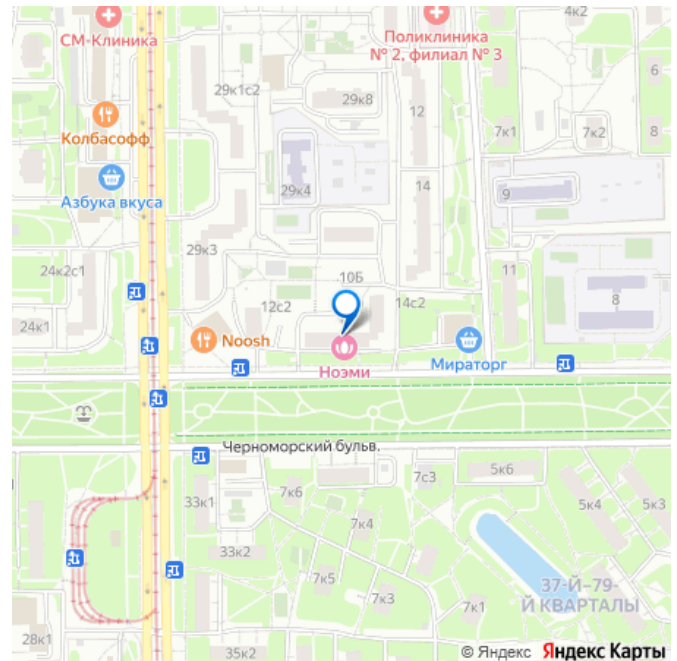 4к2
СМ-Клиника
Поликлиника
№ 2, филиал № 3
29к1с2
29к8
12
6
Колбасофф
7к1
7к2
8
Азбука вкуса
29к4
14
9
29к3
24к2с1
10Б
11
12с2
14с2
8
24к1
Noosh
Мираторг
Ноэми
Черноморский бульв.
7с3
5к6
33к1
7к6
5к4
5к3
7к4
33к2
7к5
7к3
37-Й–79-
Й КВАРТАЛЫ
7к1
28к1
35к2
© Яндекс Яндекс Карты